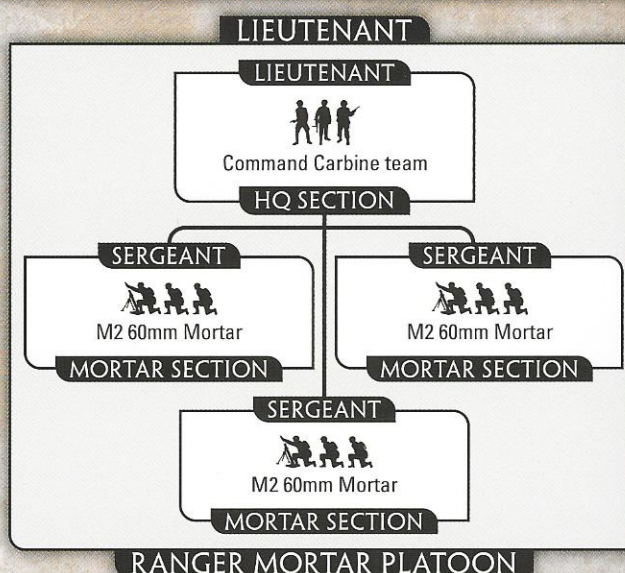 LIEUTENANT
LIEUTENANT
Command Carbine team
HQ SECTION
SERGEANT
M2 60mm Mortar
MORTAR SECTION
SERGEANT
M2 60mm Mortar
MORTAR SECTION
SERGEANT
M2 60mm Mortar
MORTAR SECTION
RANGER MORTAR PLATOON